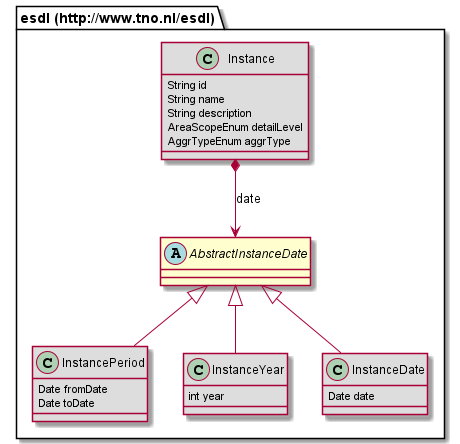 esdl (http://www.tno.nl/esdl)
C Instance
String id
String name
String description
AreaScopeEnum detailLevel
AggrTypeEnum aggrType
date
A AbstractInstanceDate
C InstancePeriod
Date fromDate
Date toDate
C InstanceYear
int year
C InstanceDate
Date date